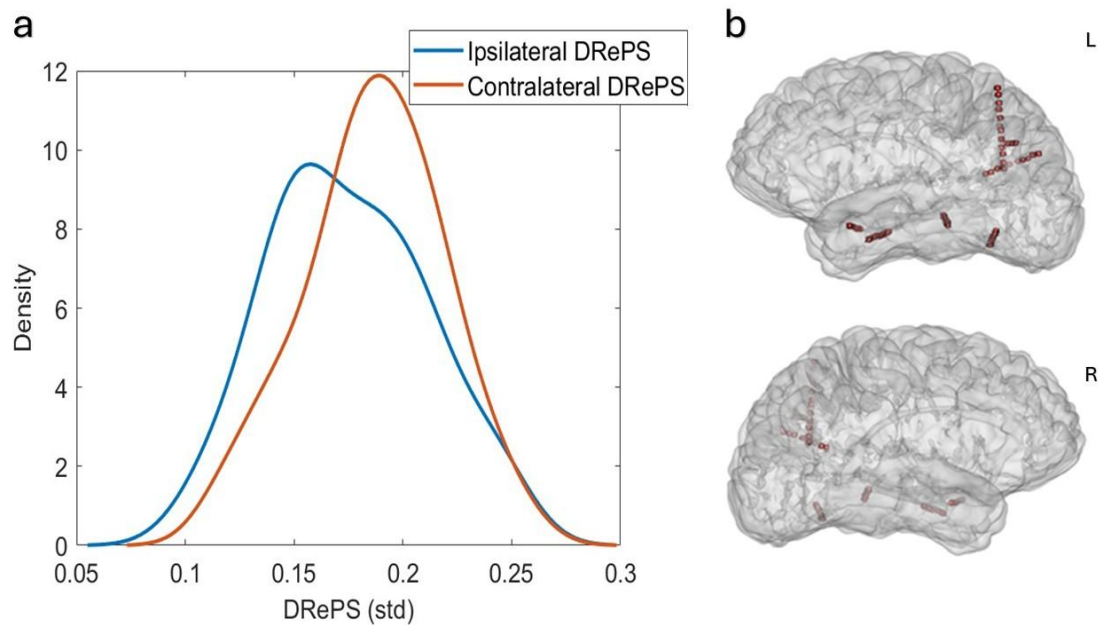 a
Ipsilateral DRePS
Contralateral DRePS
12
10
8
6
4
2
0
Density
0.05 0.1 0.15 0.2 0.25 0.3
DRePS (std)
b
L
R